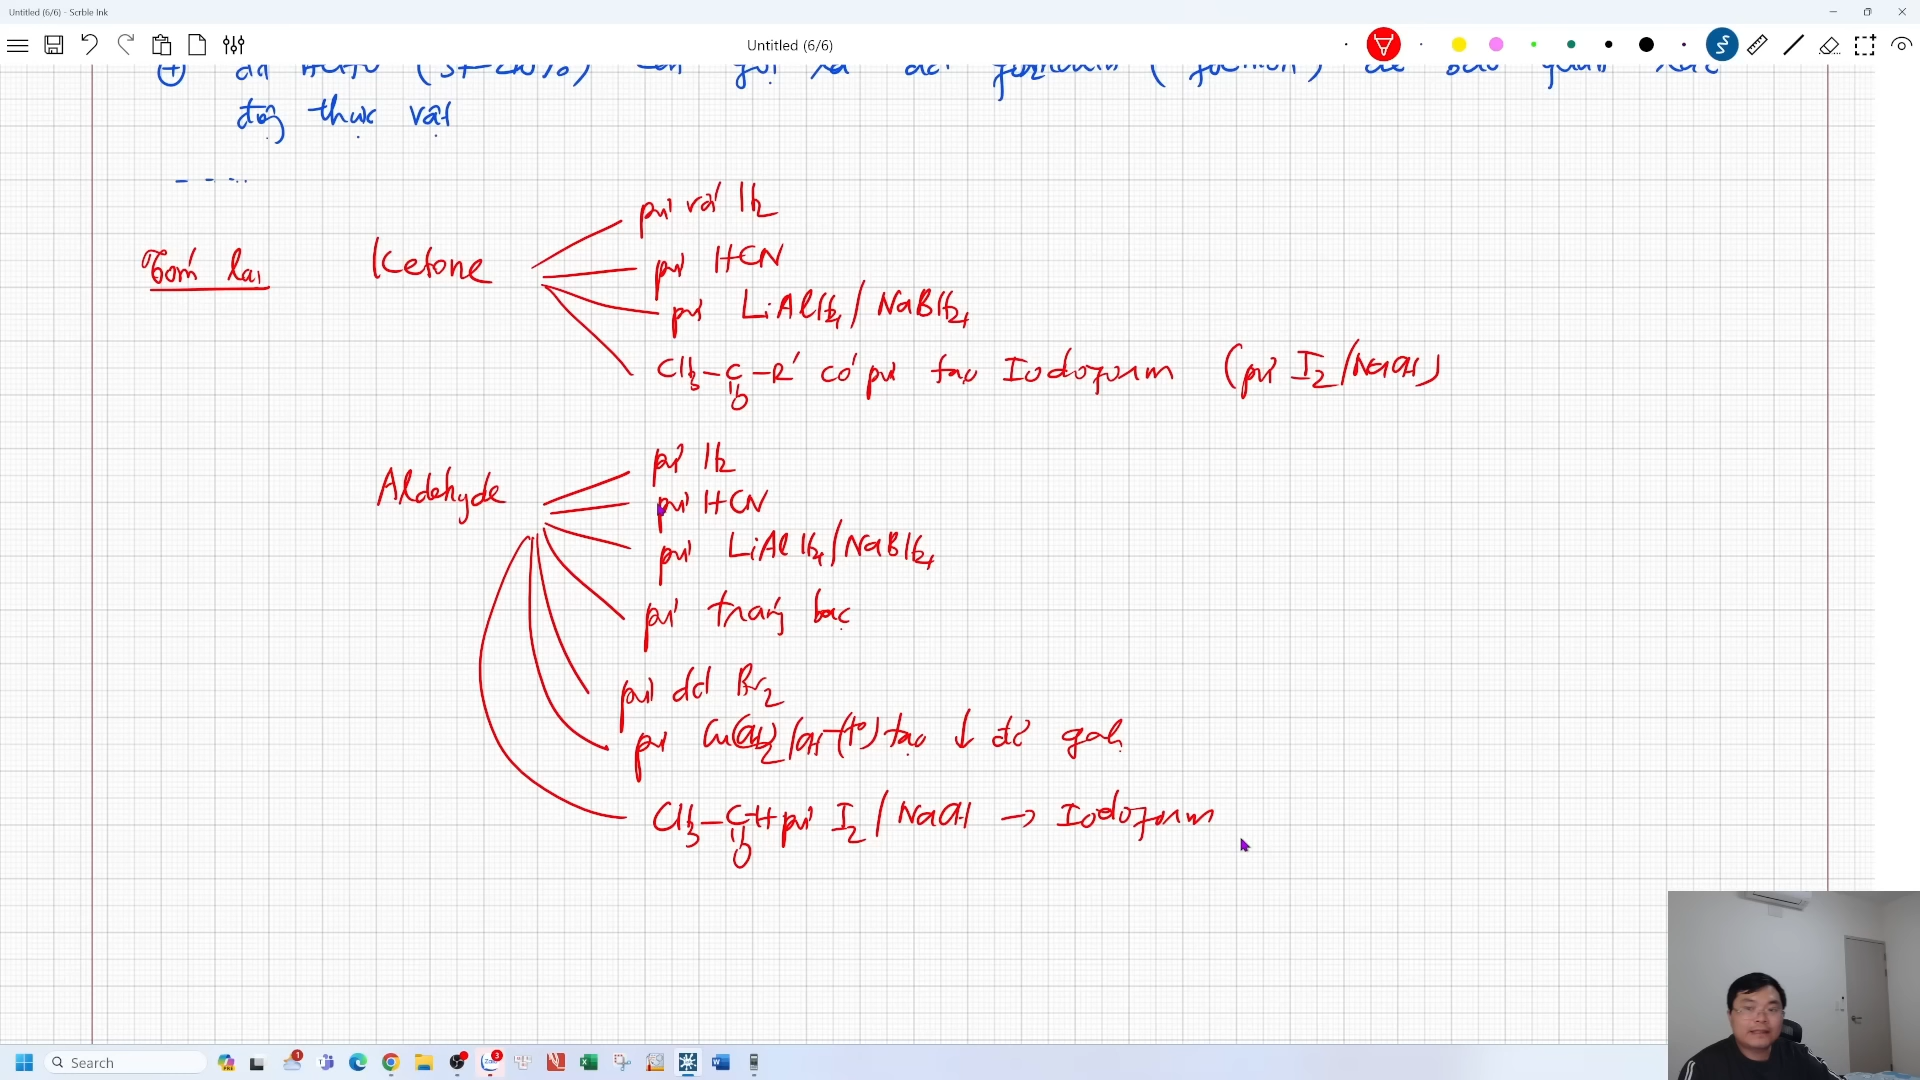 Untitled (6/6) - Scrble Ink
Untitled (6/6)
động thực vật
Tóm lại
Ketone
pư với H2
pư HCN
pư LiAlH4 / NaBH4
CH3-C-R' có pư tạo Iodoform (pư I2/NaOH)
O
Aldehyde
pư H2
pư HCN
pư LiAlH4/NaBH4
pư tráng bạc
pư dd Br2
pư Cu(OH)2/OH-(t°) tạo ↓ đỏ gạch
CH3-C-H pư I2/NaOH → Iodoform
O
Search